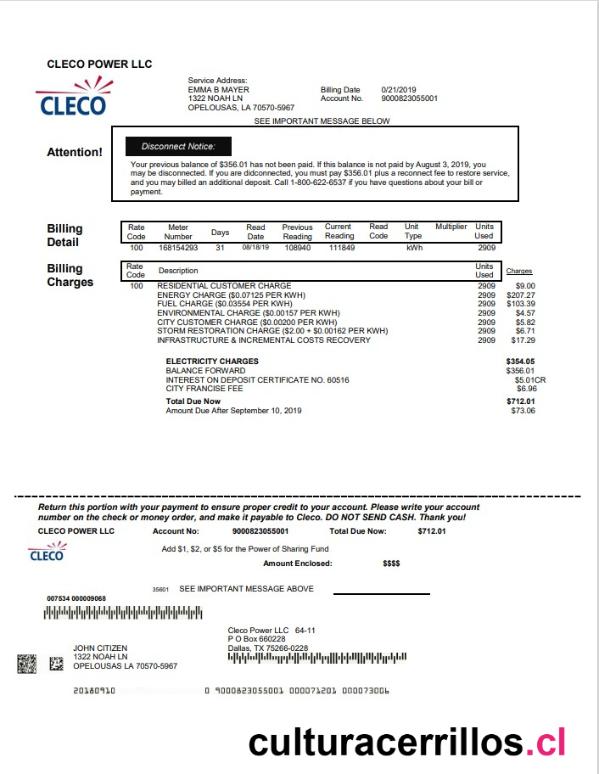 CLECO POWER LLC
CLECO
Service Address:
EMMA B MAYER
1322 NOAH LN
OPELOUSAS, LA 70570-5967
Billing Date 0/21/2019
Account No. 9000823055001
SEE IMPORTANT MESSAGE BELOW
Attention!
Disconnect Notice:
Your previous balance of $356.01 has not been paid. If this balance is not paid by August 3, 2019, you
may be disconnected. If you are didconnected, you must pay $356.01 plus a reconnect fee to restore service,
and you may billed an additional deposit. Call 1-800-622-6537 if you have questions about your bill or
payment.
Billing Detail
Rate Code Meter Number Days Read Date Previous Reading Current Reading Read Code Unit Type Multiplier Units Used
100 168154293 31 08/18/19 108940 111849 kWh 2909
Billing Charges
Rate Code Description Units Used Charges
100 RESIDENTIAL CUSTOMER CHARGE 2909 $9.00
ENERGY CHARGE ($0.07125 PER KWH) 2909 $207.27
FUEL CHARGE ($0.03554 PER KWH) 2909 $103.39
ENVIRONMENTAL CHARGE ($0.00157 PER KWH) 2909 $4.57
CITY CUSTOMER CHARGE ($0.00200 PER KWH) 2909 $5.82
STORM RESTORATION CHARGE ($2.00 + $0.00162 PER KWH) 2909 $6.71
INFRASTRUCTURE & INCREMENTAL COSTS RECOVERY 2909 $17.29
ELECTRICITY CHARGES $354.05
BALANCE FORWARD $356.01
INTEREST ON DEPOSIT CERTIFICATE NO. 60516 $5.01CR
CITY FRANCISE FEE $6.96
Total Due Now $712.01
Amount Due After September 10, 2019 $73.06
Return this portion with your payment to ensure proper credit to your account. Please write your account
number on the check or money order, and make it payable to Cleco. DO NOT SEND CASH. Thank you!
CLECO POWER LLC Account No: 9000823055001 Total Due Now: $712.01
CLECO
Add $1, $2, or $5 for the Power of Sharing Fund
Amount Enclosed: $$$$
35601 SEE IMPORTANT MESSAGE ABOVE
007534 000009068
Cleco Power LLC 64-11
P O Box 660228
Dallas, TX 75266-0228
JOHN CITIZEN
1322 NOAH LN
OPELOUSAS LA 70570-5967
20180910 0 9000823055001 000071201 000073006
culturacerrillos.cl